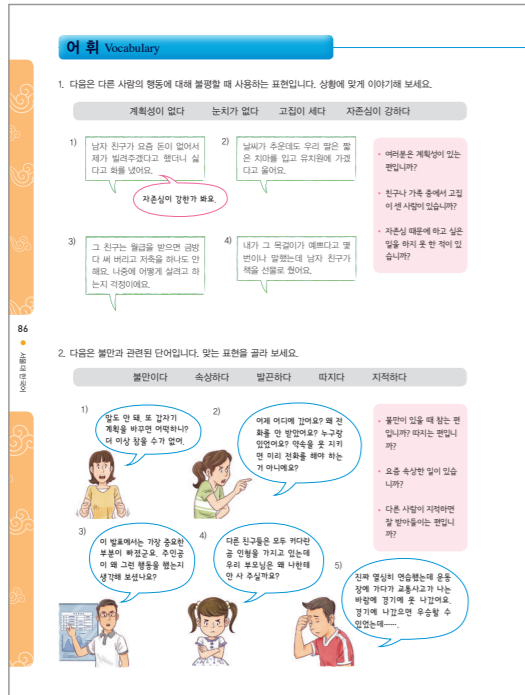 어 휘 Vocabulary
1. 다음은 다른 사람의 행동에 대해 불평할 때 사용하는 표현입니다. 상황에 맞게 이야기해 보세요.
계획성이 없다 눈치가 없다 고집이 세다 자존심이 강하다
1)
남자 친구가 요즘 돈이 없어서
제가 빌려주겠다고 했더니 싫
다고 화를 냈어요.
자존심이 강한가 봐요.
2)
날씨가 추운데도 우리 딸은 짧
은 치마를 입고 유치원에 가겠
다고 울어요.
3)
그 친구는 월급을 받으면 금방
다 써 버리고 저축을 하나도 안
해요. 나중에 어떻게 살려고 하
는지 걱정이에요.
4)
내가 그 목걸이가 예쁘다고 몇
번이나 말했는데 남자 친구가
책을 선물로 줬어요.
• 여러분은 계획성이 있는
편입니까?
• 친구나 가족 중에서 고집
이 센 사람이 있습니까?
• 자존심 때문에 하고 싶은
일을 하지 못 한 적이 있
습니까?
86
서울대 한국어
2. 다음은 불만과 관련된 단어입니다. 맞는 표현을 골라 보세요.
불만이다 속상하다 발끈하다 따지다 지적하다
1)
말도 안 돼. 또 갑자기
계획을 바꾸면 어떡하니?
더 이상 참을 수가 없어.
2)
어제 어디에 갔어요? 왜 전
화를 안 받았어요? 누구랑
있었어요? 약속을 못 지키
면 미리 전화를 해야 하는
거 아니에요?
• 불만이 있을 때 참는 편
입니까? 따지는 편입니
까?
• 요즘 속상한 일이 있습
니까?
• 다른 사람이 지적하면
잘 받아들이는 편입니
까?
3)
이 발표에서는 가장 중요한
부분이 빠졌군요. 주인공
이 왜 그런 행동을 했는지
생각해 보셨나요?
4)
다른 친구들은 모두 커다란
곰 인형을 가지고 있는데
우리 부모님은 왜 나한테
안 사 주실까요?
5)
진짜 열심히 연습했는데 운동
장에 가다가 교통사고가 나는
바람에 경기에 못 나갔어요.
경기에 나갔으면 우승할 수
있었는데…….